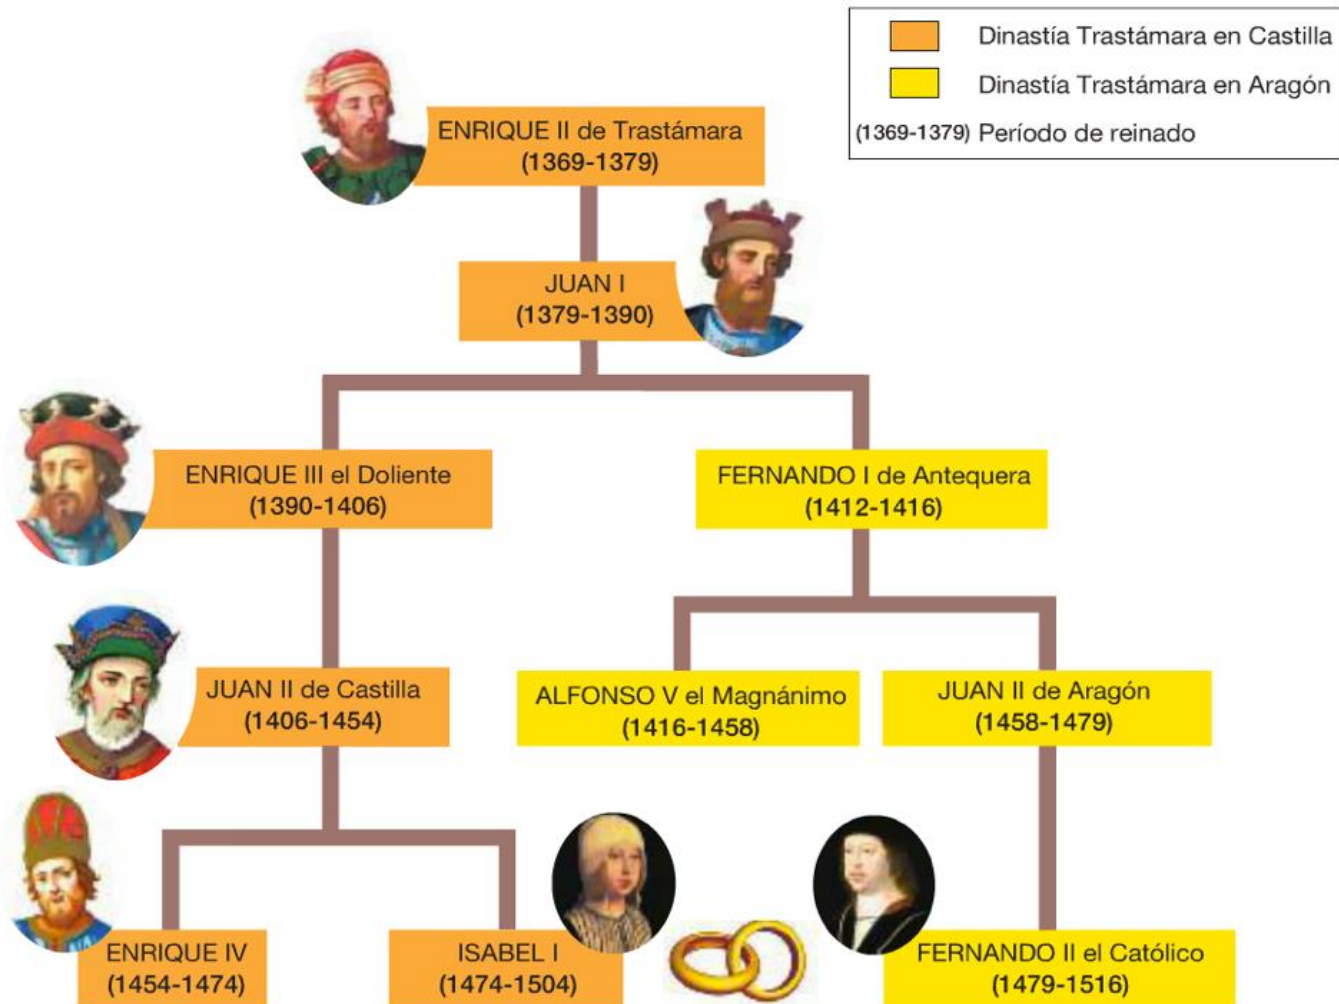 Dinastía Trastámara en Castilla
Dinastía Trastámara en Aragón
(1369-1379) Período de reinado
ENRIQUE II de Trastámara
(1369-1379)
JUAN I
(1379-1390)
ENRIQUE III el Doliente
(1390-1406)
FERNANDO I de Antequera
(1412-1416)
JUAN II de Castilla
(1406-1454)
ALFONSO V el Magnánimo
(1416-1458)
JUAN II de Aragón
(1458-1479)
ENRIQUE IV
(1454-1474)
ISABEL I
(1474-1504)
FERNANDO II el Católico
(1479-1516)